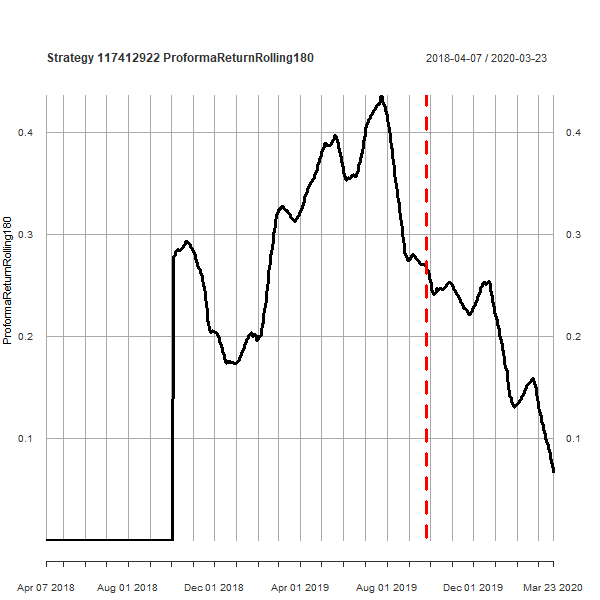 Strategy 117412922 ProformaReturnRolling180
2018-04-07 / 2020-03-23
0.4
0.4
0.3
0.3
0.2
0.2
0.1
0.1
ProformaReturnRolling180
Apr 07 2018
Aug 01 2018
Dec 01 2018
Apr 01 2019
Aug 01 2019
Dec 01 2019
Mar 23 2020